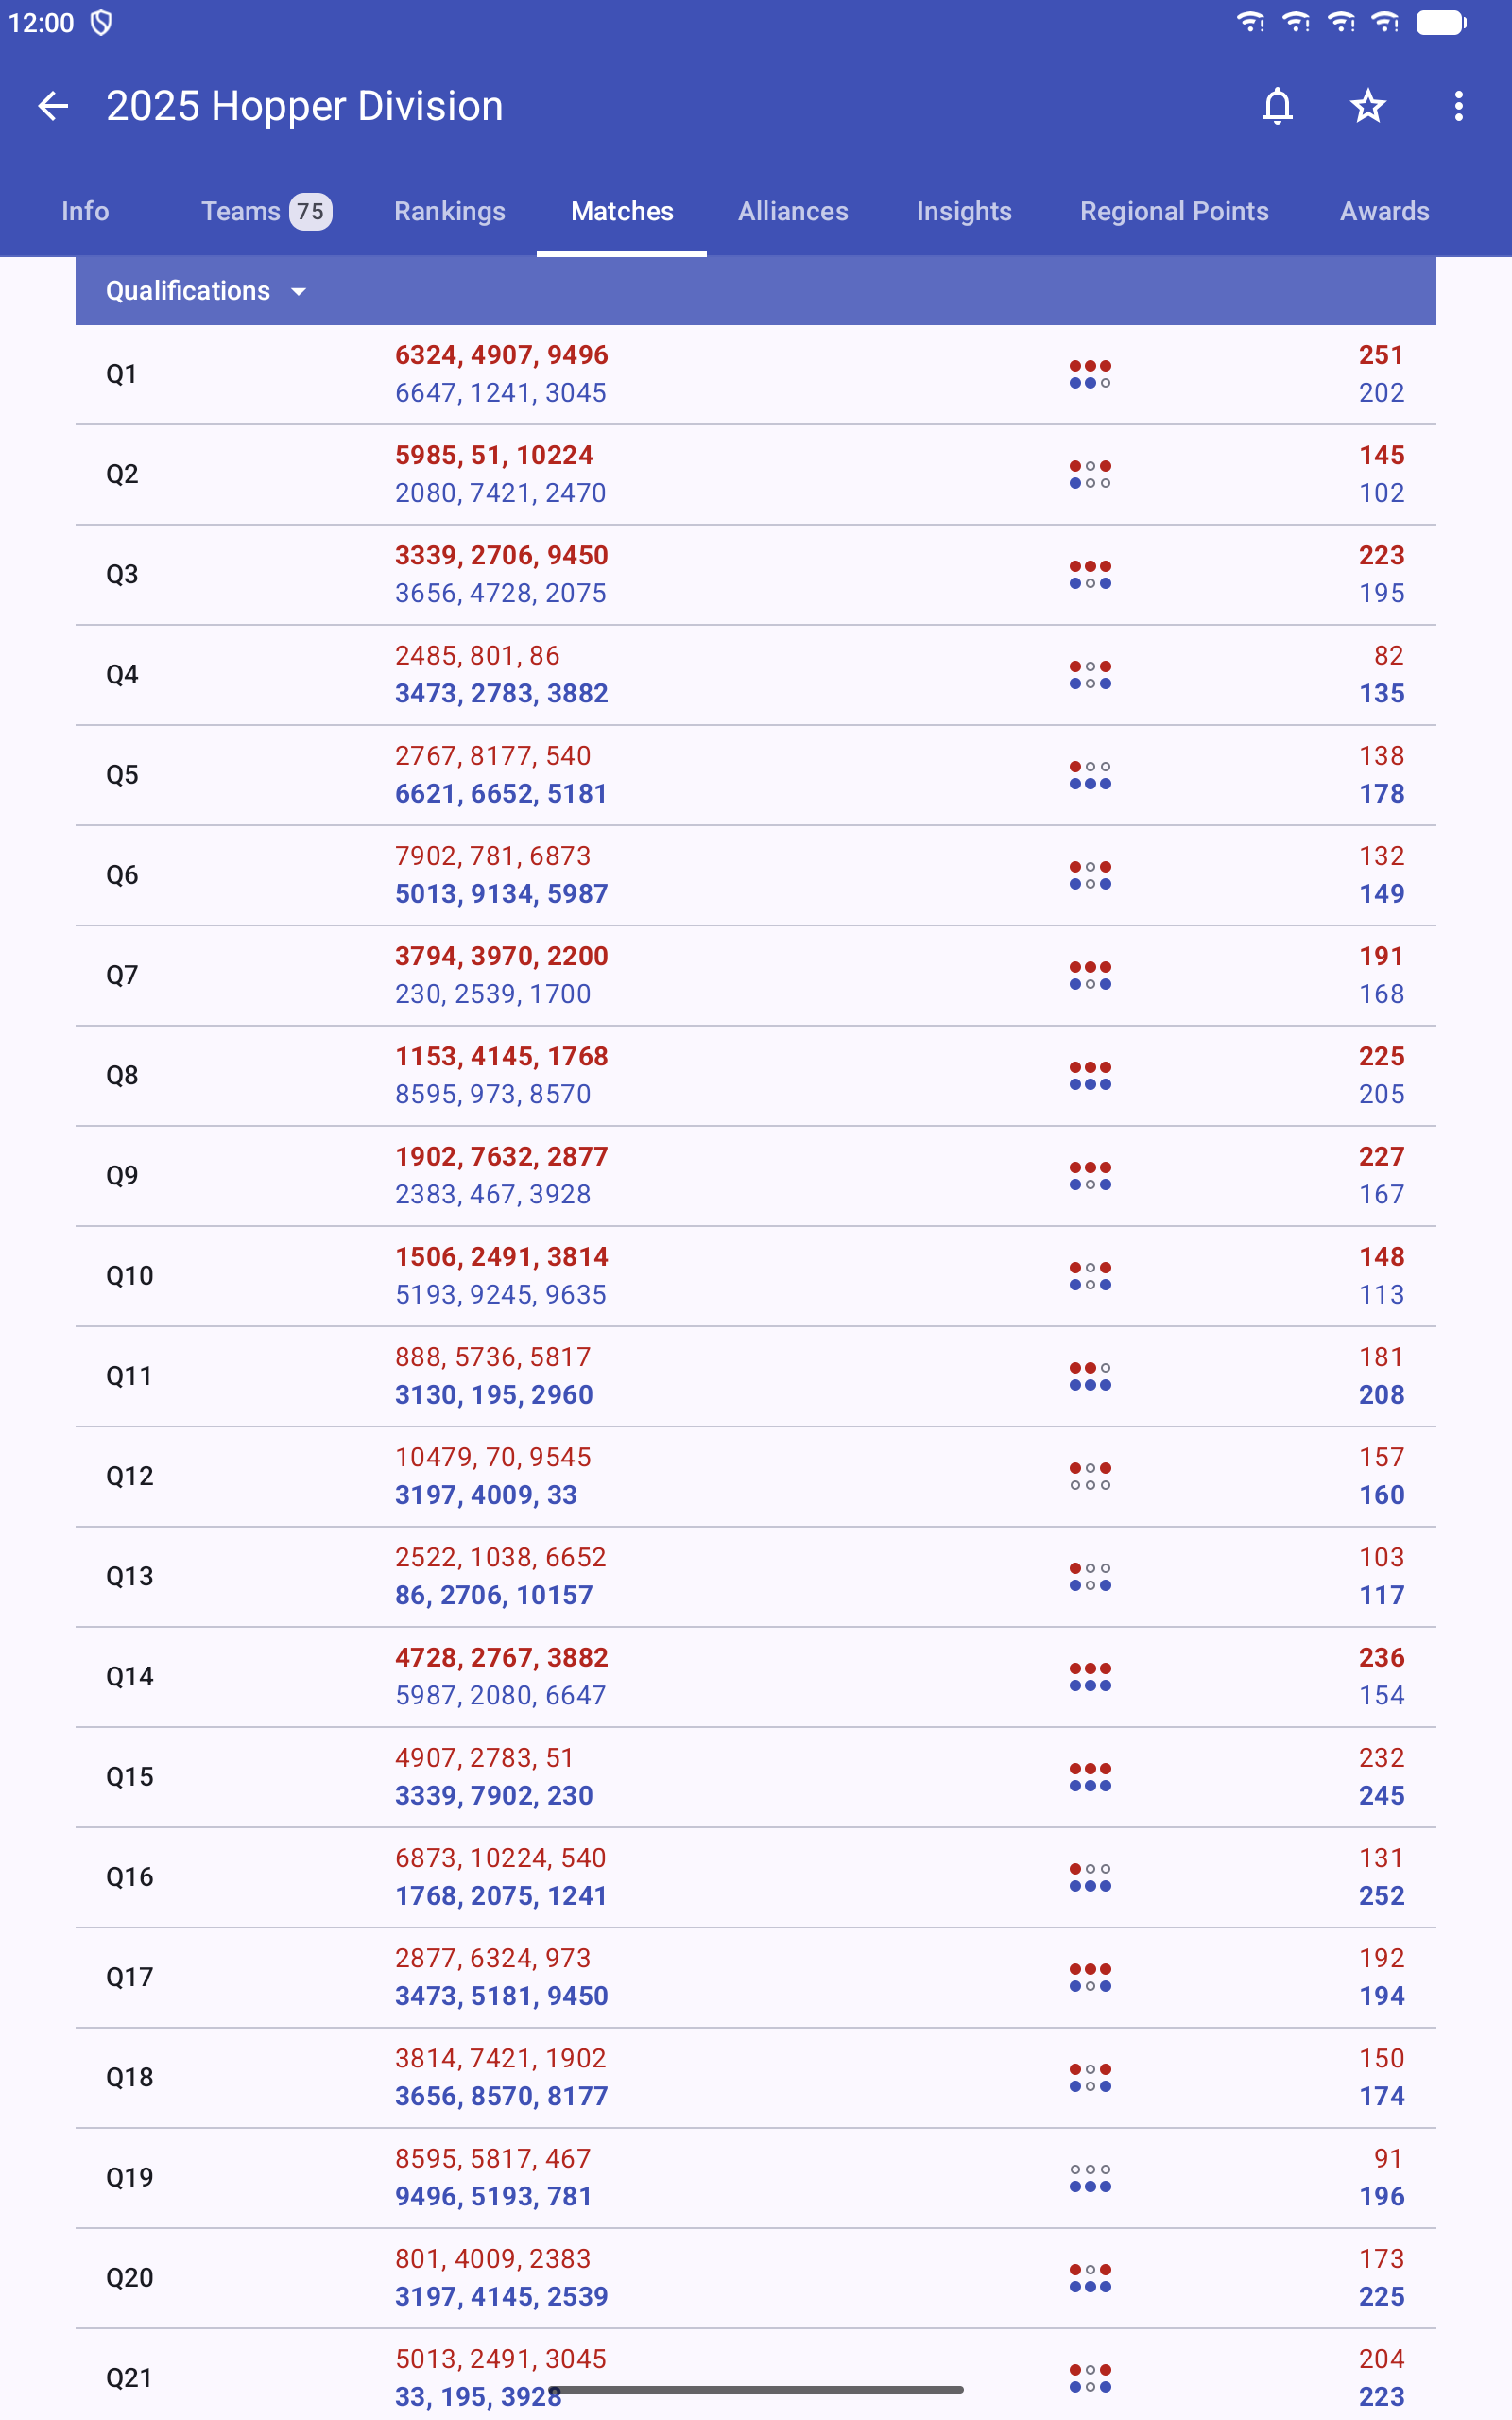 12:00
2025 Hopper Division
Info Teams 75 Rankings Matches Alliances Insights Regional Points Awards
Qualifications
Q1
6324, 4907, 9496
251
6647, 1241, 3045
202
Q2
5985, 51, 10224
145
2080, 7421, 2470
102
Q3
3339, 2706, 9450
223
3656, 4728, 2075
195
Q4
2485, 801, 86
82
3473, 2783, 3882
135
Q5
2767, 8177, 540
138
6621, 6652, 5181
178
Q6
7902, 781, 6873
132
5013, 9134, 5987
149
Q7
3794, 3970, 2200
191
230, 2539, 1700
168
Q8
1153, 4145, 1768
225
8595, 973, 8570
205
Q9
1902, 7632, 2877
227
2383, 467, 3928
167
Q10
1506, 2491, 3814
148
5193, 9245, 9635
113
Q11
888, 5736, 5817
181
3130, 195, 2960
208
Q12
10479, 70, 9545
157
3197, 4009, 33
160
Q13
2522, 1038, 6652
103
86, 2706, 10157
117
Q14
4728, 2767, 3882
236
5987, 2080, 6647
154
Q15
4907, 2783, 51
232
3339, 7902, 230
245
Q16
6873, 10224, 540
131
1768, 2075, 1241
252
Q17
2877, 6324, 973
192
3473, 5181, 9450
194
Q18
3814, 7421, 1902
150
3656, 8570, 8177
174
Q19
8595, 5817, 467
91
9496, 5193, 781
196
Q20
801, 4009, 2383
173
3197, 4145, 2539
225
Q21
5013, 2491, 3045
204
33, 195, 3928
223